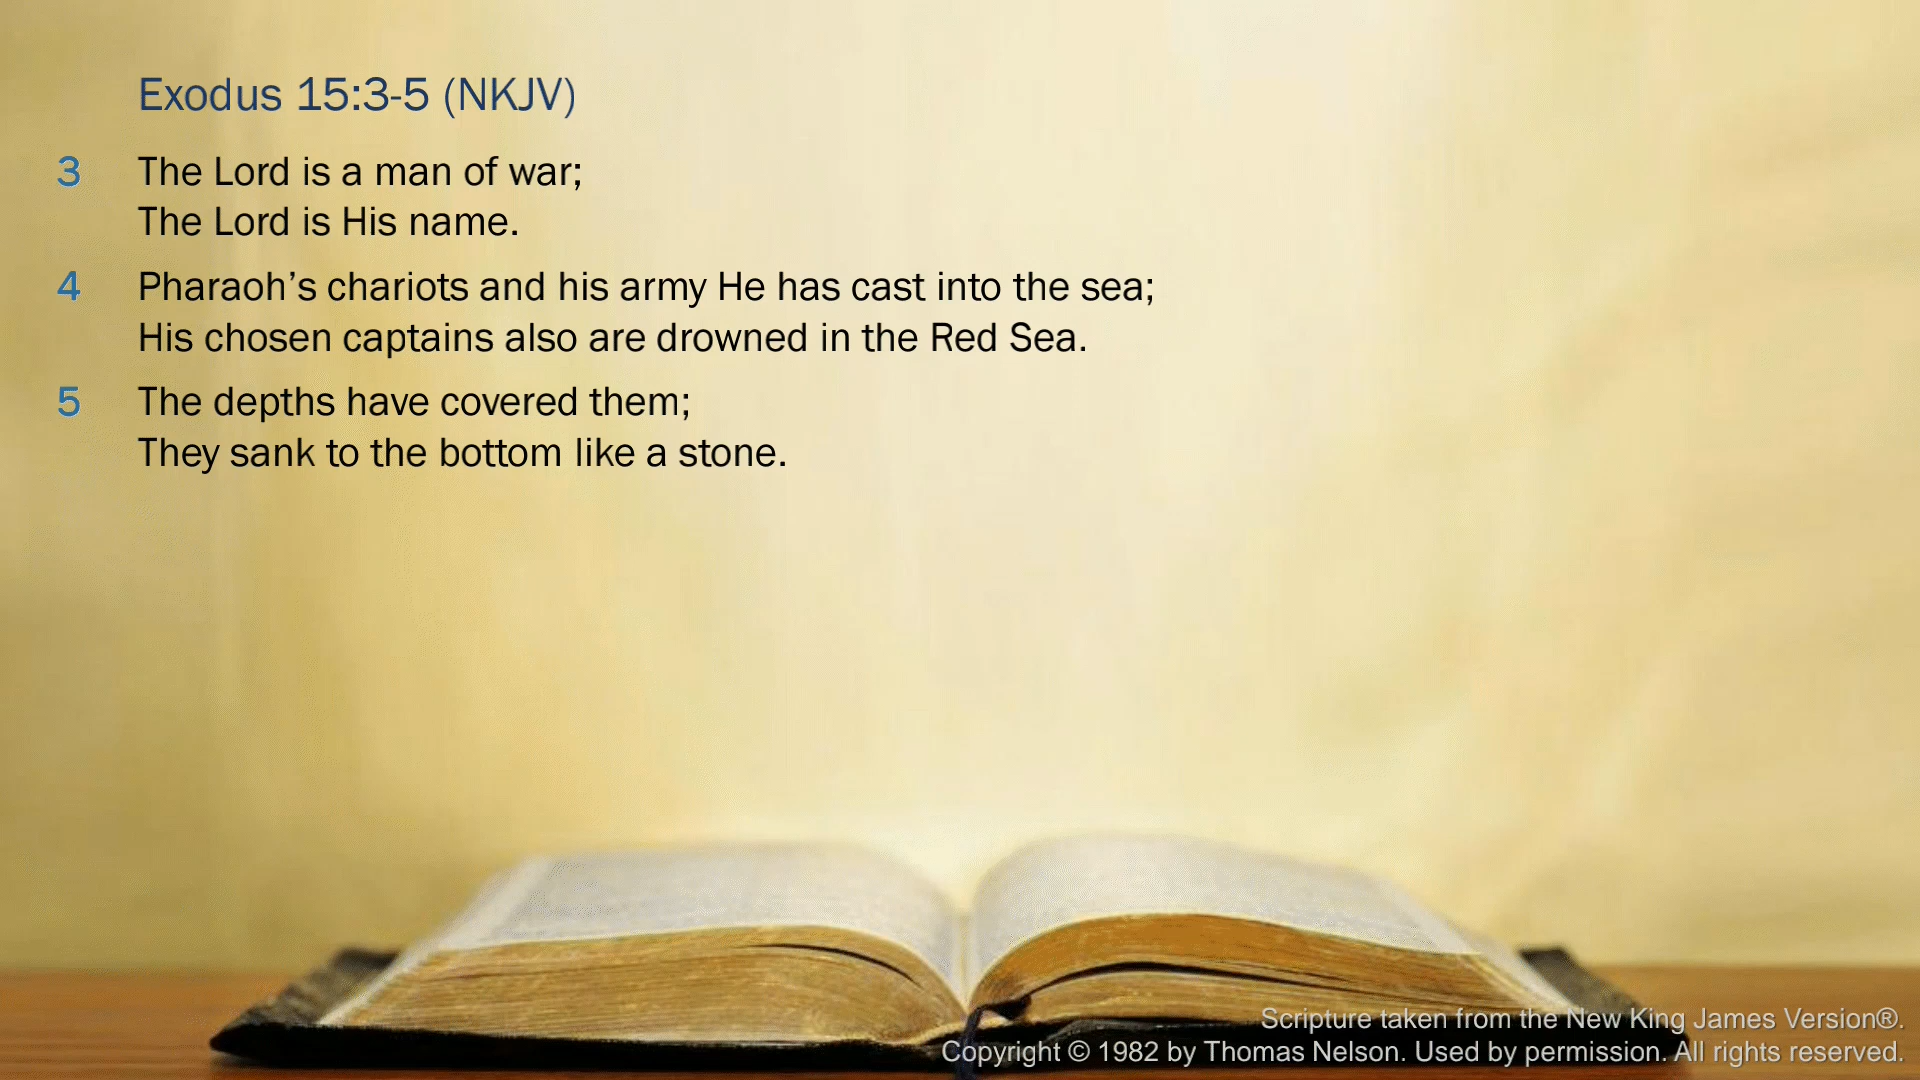 Exodus 15:3-5 (NKJV)
3 The Lord is a man of war;
The Lord is His name.
4 Pharaoh’s chariots and his army He has cast into the sea;
His chosen captains also are drowned in the Red Sea.
5 The depths have covered them;
They sank to the bottom like a stone.
Scripture taken from the New King James Version®.
Copyright © 1982 by Thomas Nelson. Used by permission. All rights reserved.